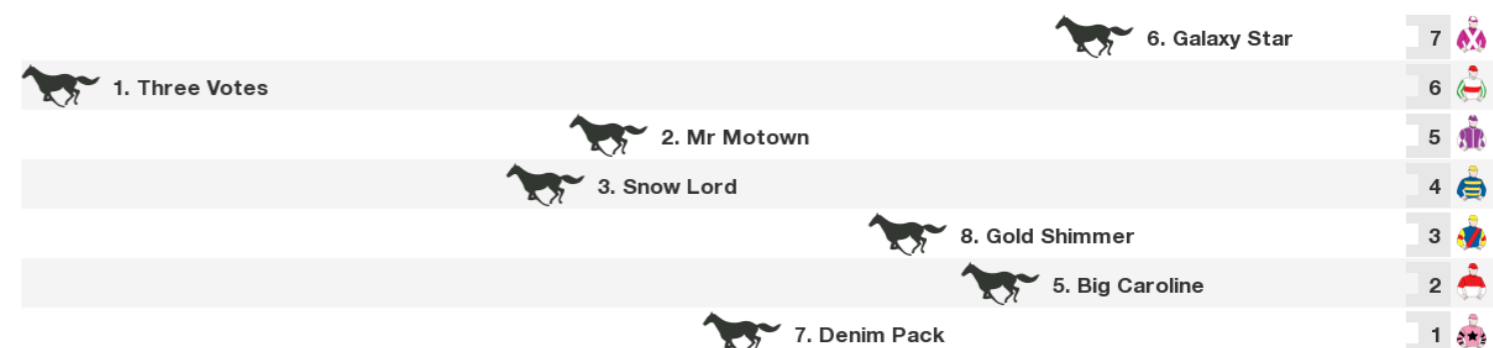 6. Galaxy Star 7
1. Three Votes 6
2. Mr Motown 5
3. Snow Lord 4
8. Gold Shimmer 3
5. Big Caroline 2
7. Denim Pack 1